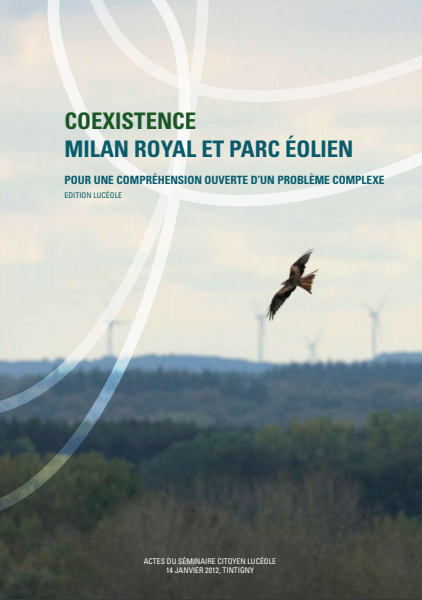 COEXISTENCE
MILAN ROYAL ET PARC ÉOLIEN
POUR UNE COMPRÉHENSION OUVERTE D'UN PROBLÈME COMPLEXE
EDITION LUCÉOLE
ACTES DU SÉMINAIRE CITOYEN LUCÉOLE
14 JANVIER 2012, TINTIGNY